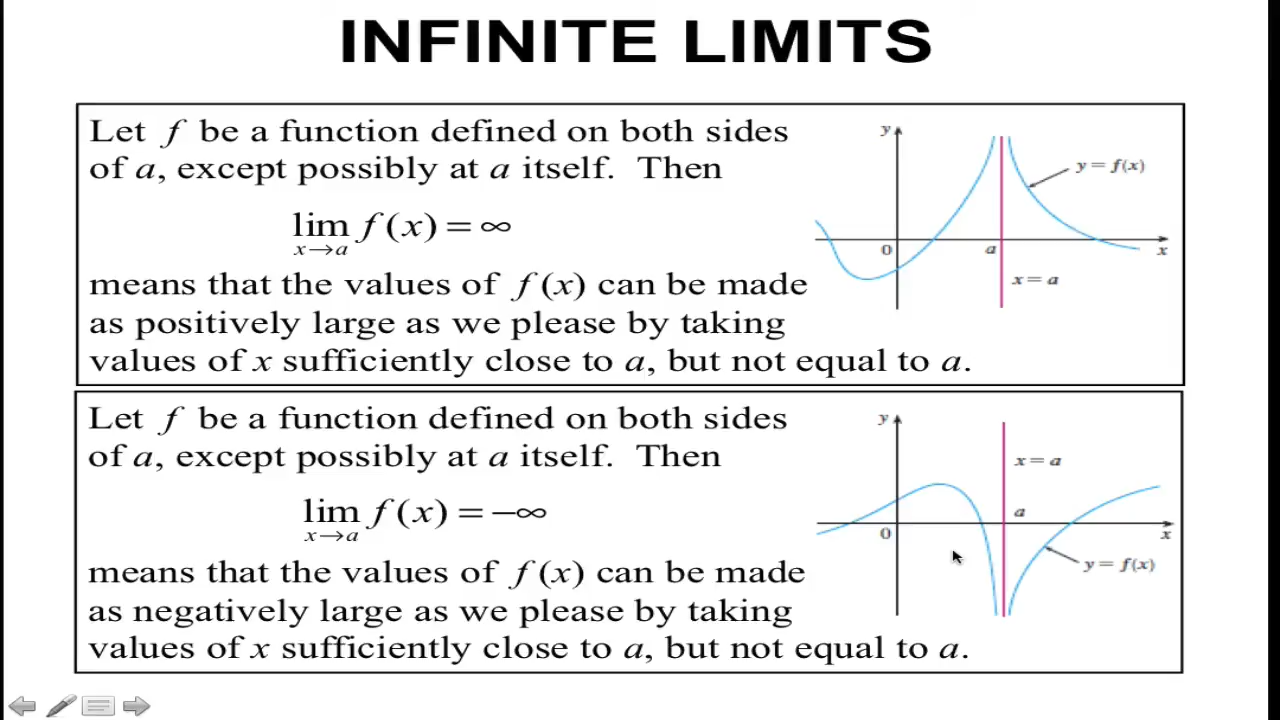 INFINITE LIMITS
Let f be a function defined on both sides
of a, except possibly at a itself. Then
lim f(x) = ∞
x→a
means that the values of f(x) can be made
as positively large as we please by taking
values of x sufficiently close to a, but not equal to a.
y
y = f(x)
0
a
x
x = a
Let f be a function defined on both sides
of a, except possibly at a itself. Then
lim f(x) = −∞
x→a
means that the values of f(x) can be made
as negatively large as we please by taking
values of x sufficiently close to a, but not equal to a.
y
x = a
a
0
x
y = f(x)